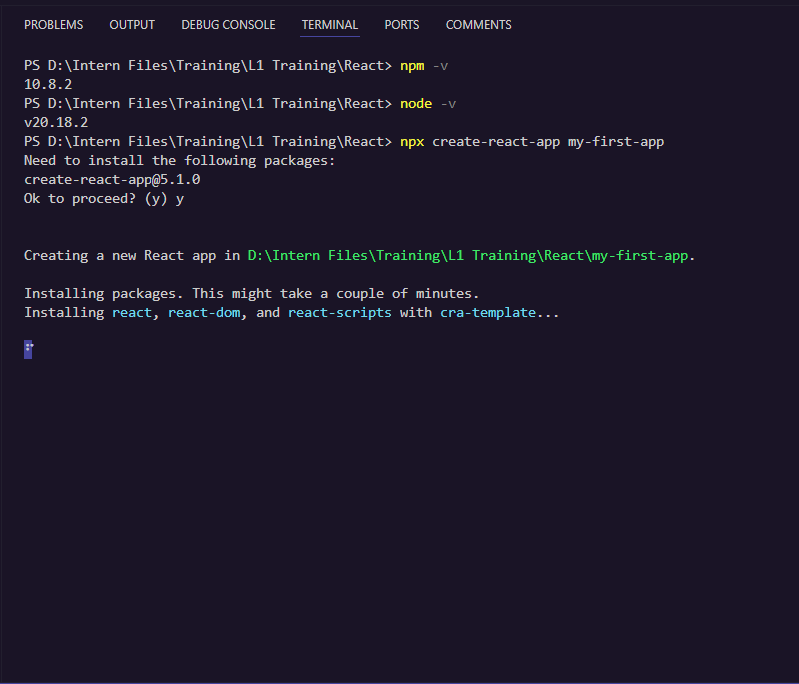 PROBLEMS OUTPUT DEBUG CONSOLE TERMINAL PORTS COMMENTS
PS D:\Intern Files\Training\L1 Training\React> npm -v
10.8.2
PS D:\Intern Files\Training\L1 Training\React> node -v
v20.18.2
PS D:\Intern Files\Training\L1 Training\React> npx create-react-app my-first-app
Need to install the following packages:
create-react-app@5.1.0
Ok to proceed? (y) y
Creating a new React app in D:\Intern Files\Training\L1 Training\React\my-first-app.
Installing packages. This might take a couple of minutes.
Installing react, react-dom, and react-scripts with cra-template...